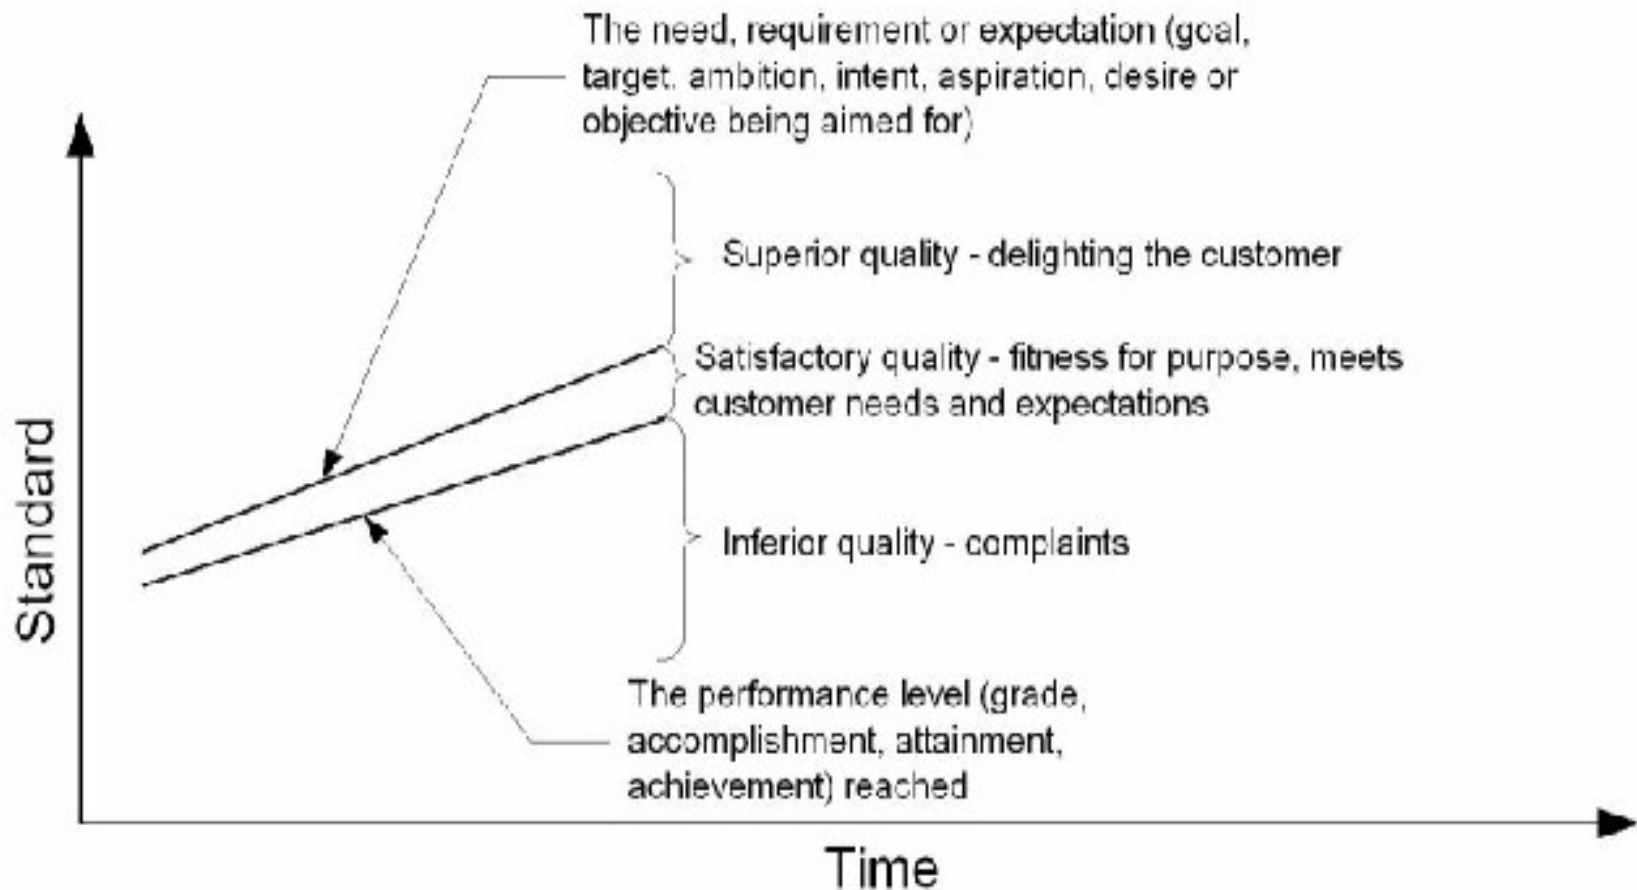 The need, requirement or expectation (goal,
target, ambition, intent, aspiration, desire or
objective being aimed for)
Superior quality - delighting the customer
Satisfactory quality - fitness for purpose, meets
customer needs and expectations
Standard
Inferior quality - complaints
The performance level (grade,
accomplishment, attainment,
achievement) reached
Time